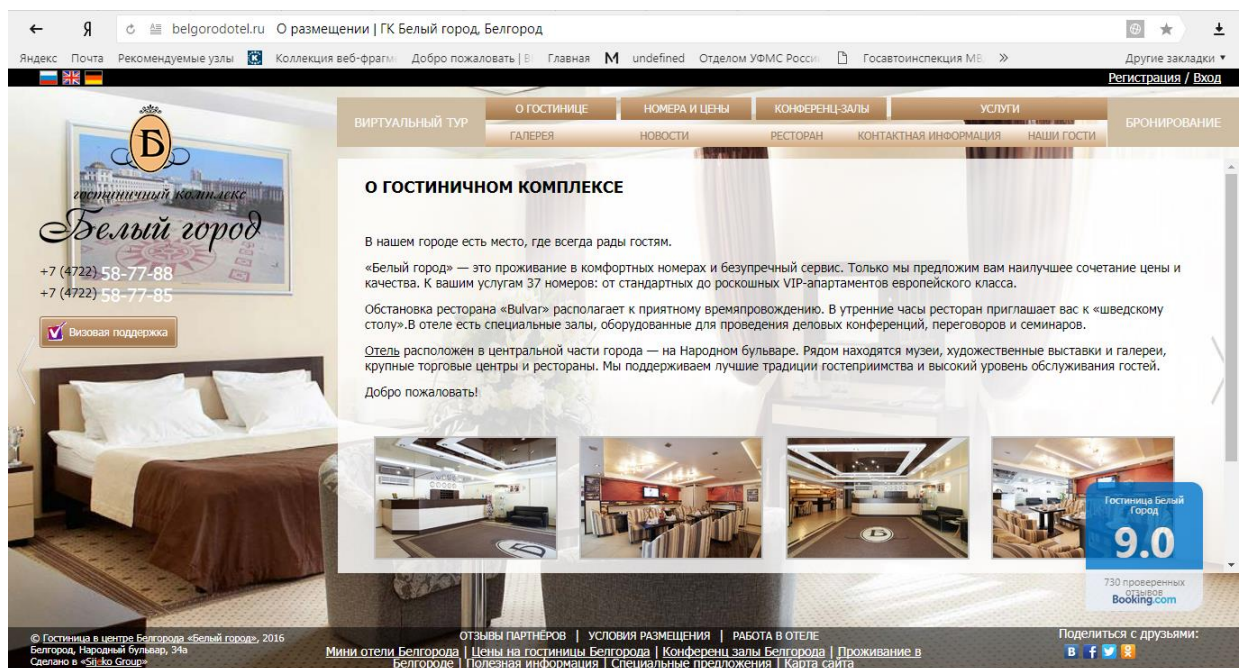 Я belgorodotel.ru О размещении | ГК Белый город, Белгород
Яндекс Почта Рекомендуемые узлы Коллекция веб-фрагм Добро пожаловать | В Главная M undefined Отделом УФМС Росси Госавтоинспекция МВ » Другие закладки
Регистрация / Вход
ВИРТУАЛЬНЫЙ ТУР
О ГОСТИНИЦЕ НОМЕРА И ЦЕНЫ КОНФЕРЕНЦ-ЗАЛЫ УСЛУГИ
ГАЛЕРЕЯ НОВОСТИ РЕСТОРАН КОНТАКТНАЯ ИНФОРМАЦИЯ НАШИ ГОСТИ
БРОНИРОВАНИЕ
Б
гостиничный комплекс
Белый город
+7 (4722) 58-77-88
+7 (4722) 58-77-85
Визовая поддержка
О ГОСТИНИЧНОМ КОМПЛЕКСЕ
В нашем городе есть место, где всегда рады гостям.
«Белый город» — это проживание в комфортных номерах и безупречный сервис. Только мы предложим вам наилучшее сочетание цены и
качества. К вашим услугам 37 номеров: от стандартных до роскошных VIP-апартаментов европейского класса.
Обстановка ресторана «Bulvar» располагает к приятному времяпровождению. В утренние часы ресторан приглашает вас к «шведскому
столу».В отеле есть специальные залы, оборудованные для проведения деловых конференций, переговоров и семинаров.
Отель расположен в центральной части города — на Народном бульваре. Рядом находятся музеи, художественные выставки и галереи,
крупные торговые центры и рестораны. Мы поддерживаем лучшие традиции гостеприимства и высокий уровень обслуживания гостей.
Добро пожаловать!
Б
Гостиница Белый
Город
9.0
730 проверенных
отзывов
Booking.com
© Гостиница в центре Белгорода «Белый город», 2016
Белгород, Народный бульвар, 34а
Сделано в «Sileko Group»
ОТЗЫВЫ ПАРТНЁРОВ | УСЛОВИЯ РАЗМЕЩЕНИЯ | РАБОТА В ОТЕЛЕ
Мини отели Белгорода | Цены на гостиницы Белгорода | Конференц залы Белгорода | Проживание в
Белгороде | Полезная информация | Специальные предложения | Карта сайта
Поделиться с друзьями: